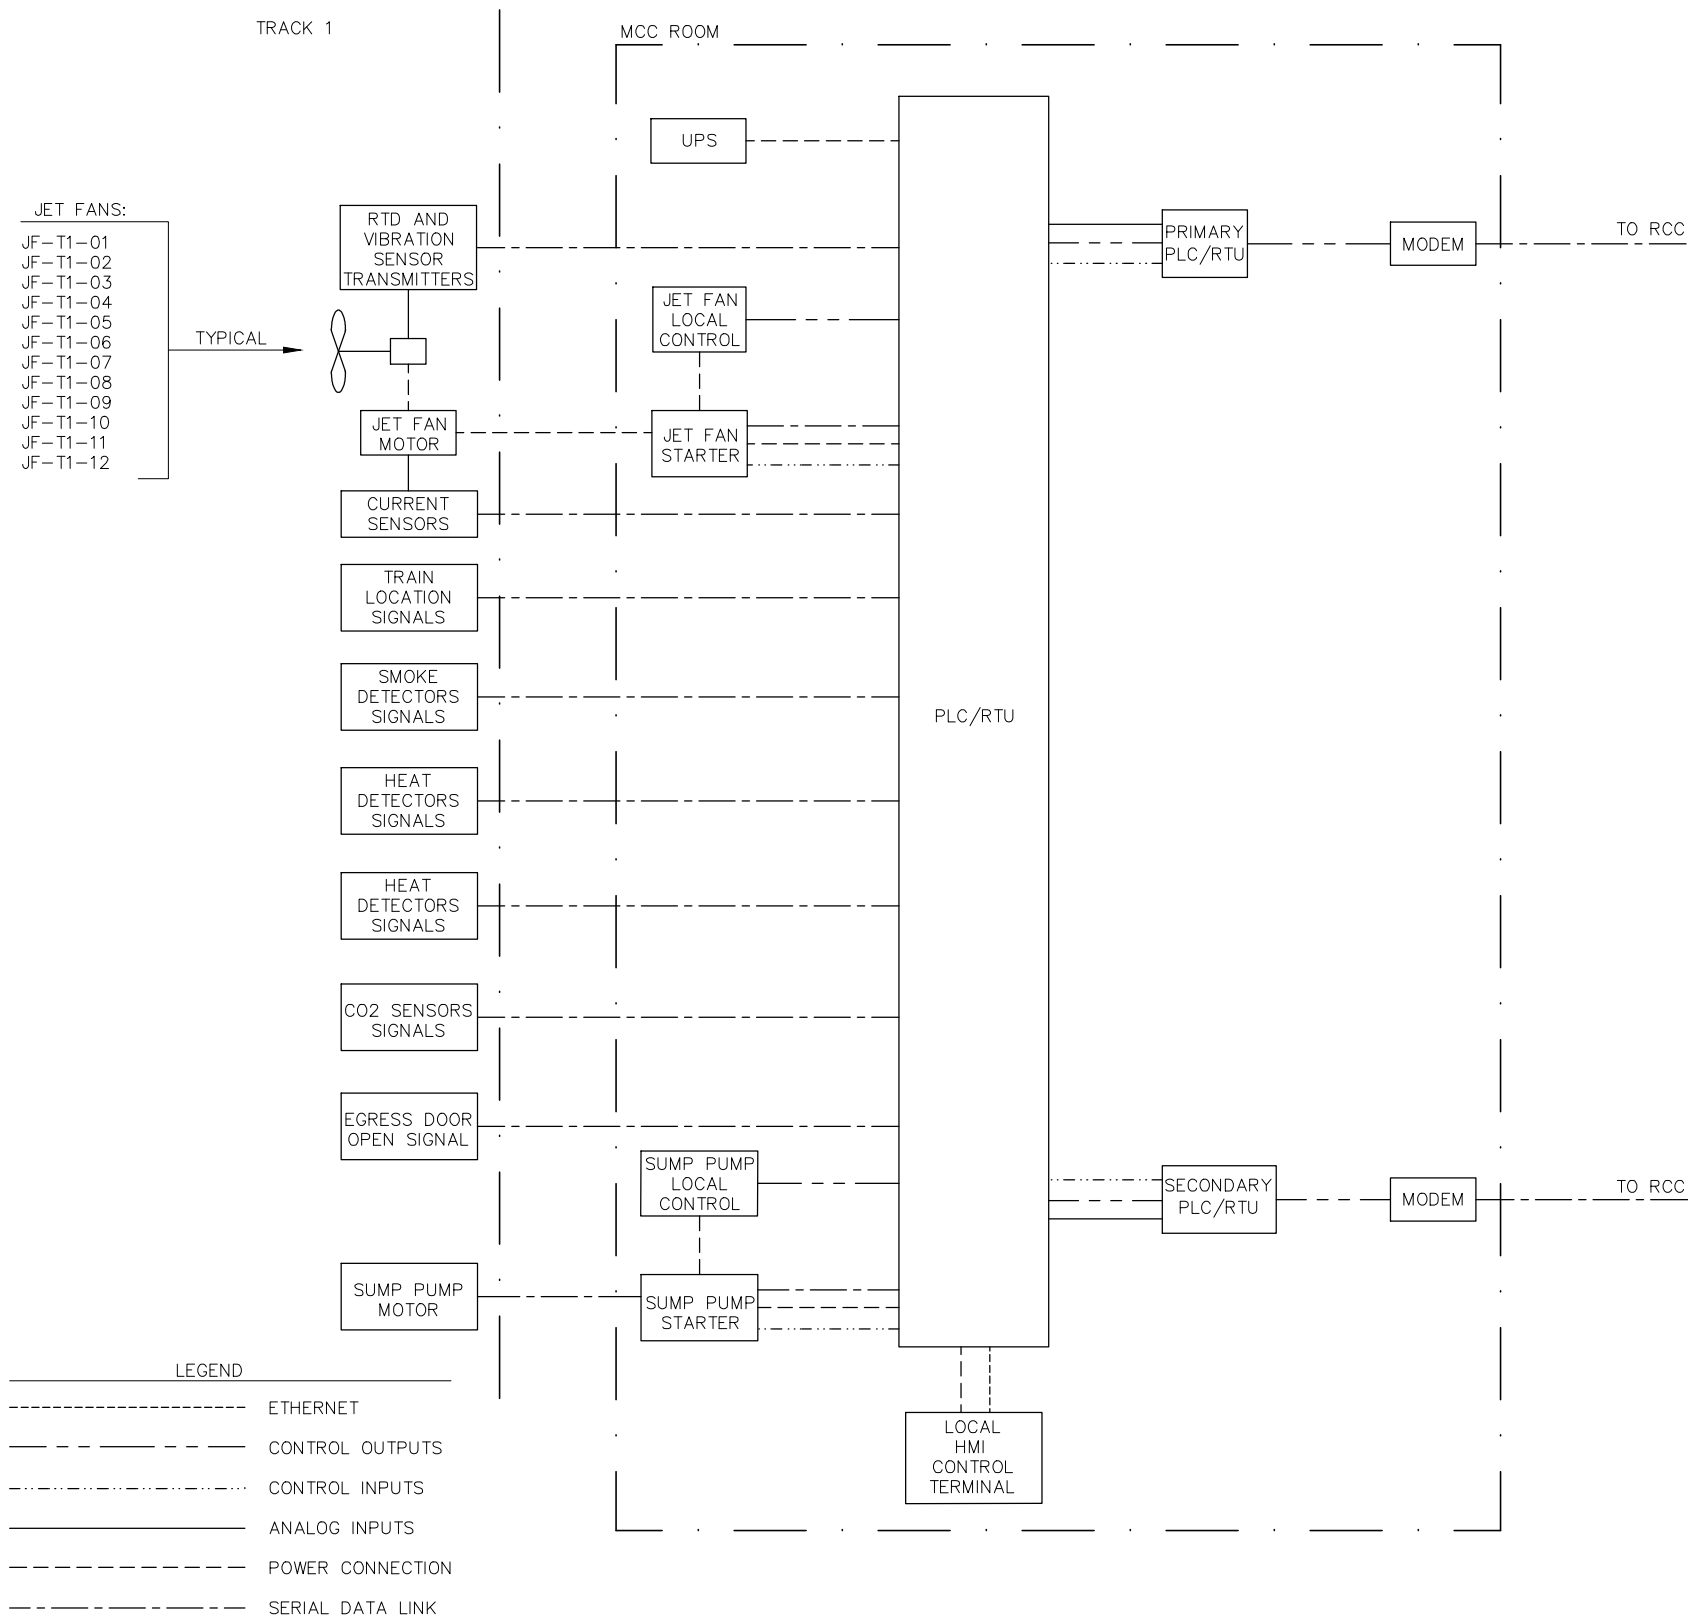 TRACK 1
MCC ROOM
UPS
JET FANS:
JF-T1-01
JF-T1-02
JF-T1-03
JF-T1-04
JF-T1-05
JF-T1-06
JF-T1-07
JF-T1-08
JF-T1-09
JF-T1-10
JF-T1-11
JF-T1-12
TYPICAL
RTD AND
VIBRATION
SENSOR
TRANSMITTERS
JET FAN
LOCAL
CONTROL
JET FAN
MOTOR
JET FAN
STARTER
CURRENT
SENSORS
TRAIN
LOCATION
SIGNALS
SMOKE
DETECTORS
SIGNALS
HEAT
DETECTORS
SIGNALS
HEAT
DETECTORS
SIGNALS
CO2 SENSORS
SIGNALS
EGRESS DOOR
OPEN SIGNAL
SUMP PUMP
LOCAL
CONTROL
SUMP PUMP
MOTOR
SUMP PUMP
STARTER
PLC/RTU
PRIMARY
PLC/RTU
MODEM
TO RCC
SECONDARY
PLC/RTU
MODEM
TO RCC
LOCAL
HMI
CONTROL
TERMINAL
LEGEND
ETHERNET
CONTROL OUTPUTS
CONTROL INPUTS
ANALOG INPUTS
POWER CONNECTION
SERIAL DATA LINK